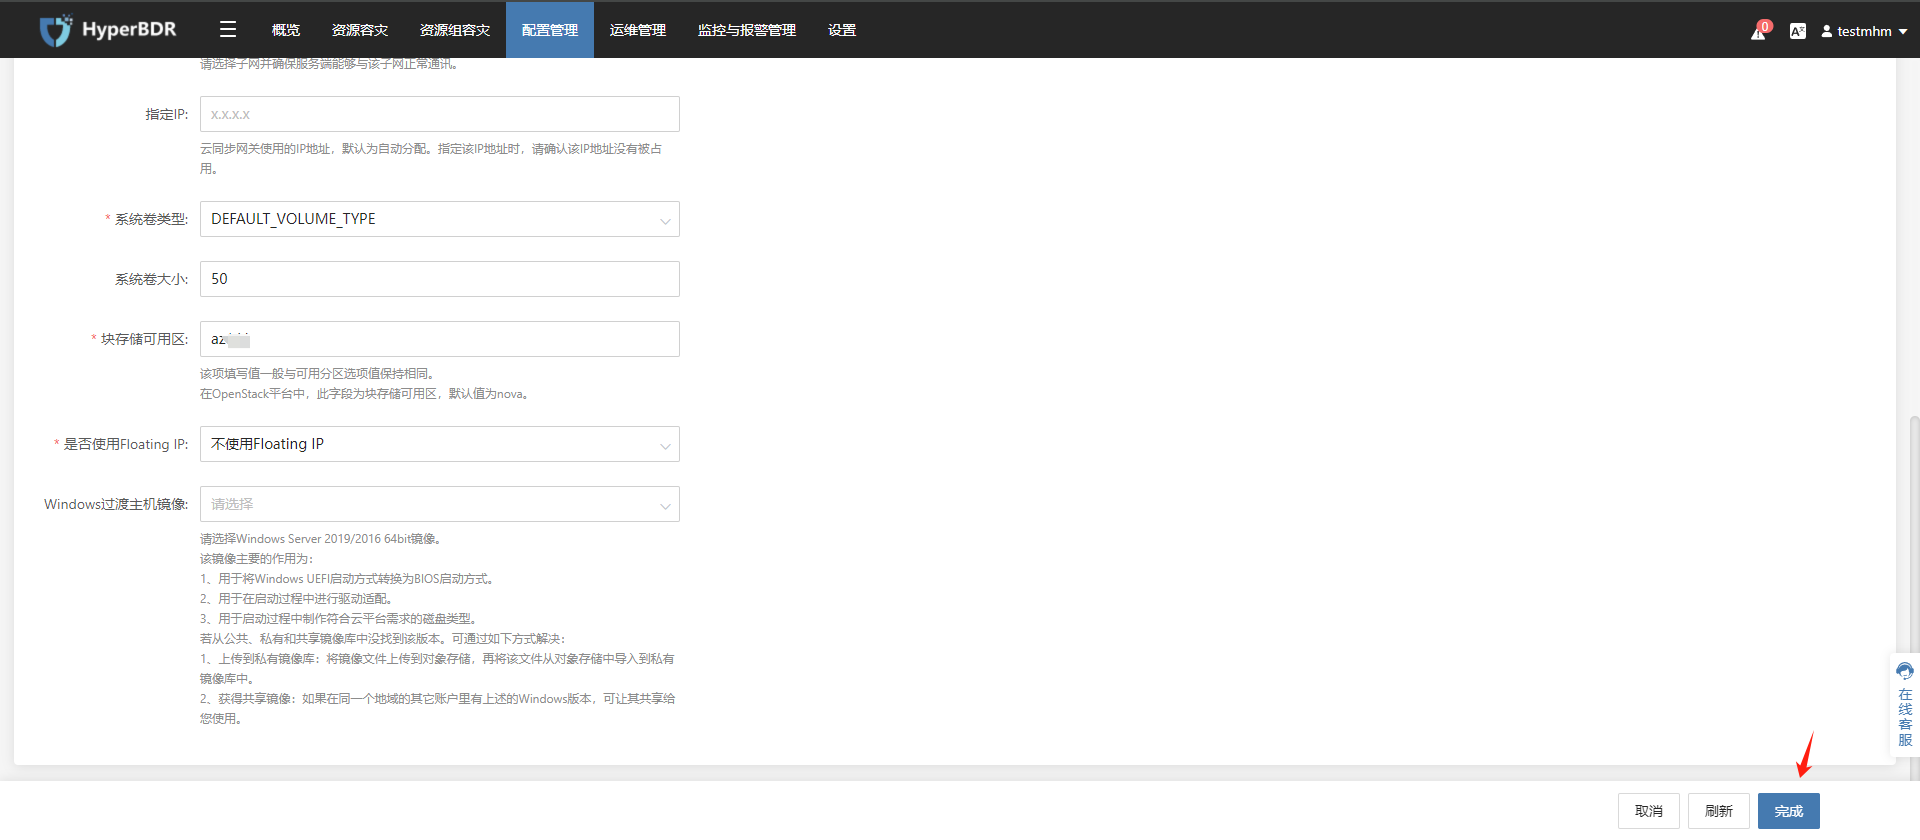 HyperBDR
概览
资源容灾
资源组容灾
配置管理
运维管理
监控与报警管理
设置
0
testmhm
请选择子网并确保服务端能够与该子网正常通讯。
指定IP:
x.x.x.x
云同步网关使用的IP地址，默认为自动分配。指定该IP地址时，请确认该IP地址没有被占
用。
* 系统卷类型:
DEFAULT_VOLUME_TYPE
系统卷大小:
50
* 块存储可用区:
az
该项填写值一般与可用分区选项值保持相同。
在OpenStack平台中，此字段为块存储可用区，默认值为nova。
* 是否使用Floating IP:
不使用Floating IP
Windows过渡主机镜像:
请选择
请选择Windows Server 2019/2016 64bit镜像。
该镜像主要的作用为：
1、用于将Windows UEFI启动方式转换为BIOS启动方式。
2、用于在启动过程中进行驱动适配。
3、用于启动过程中制作符合云平台需求的磁盘类型。
若从公共、私有和共享镜像库中没找到该版本。可通过如下方式解决：
1、上传到私有镜像库：将镜像文件上传到对象存储，再将该文件从对象存储中导入到私有
镜像库中。
2、获得共享镜像：如果在同一个地域的其它账户里有上述的Windows版本，可让其共享给
您使用。
在线客服
取消
刷新
完成